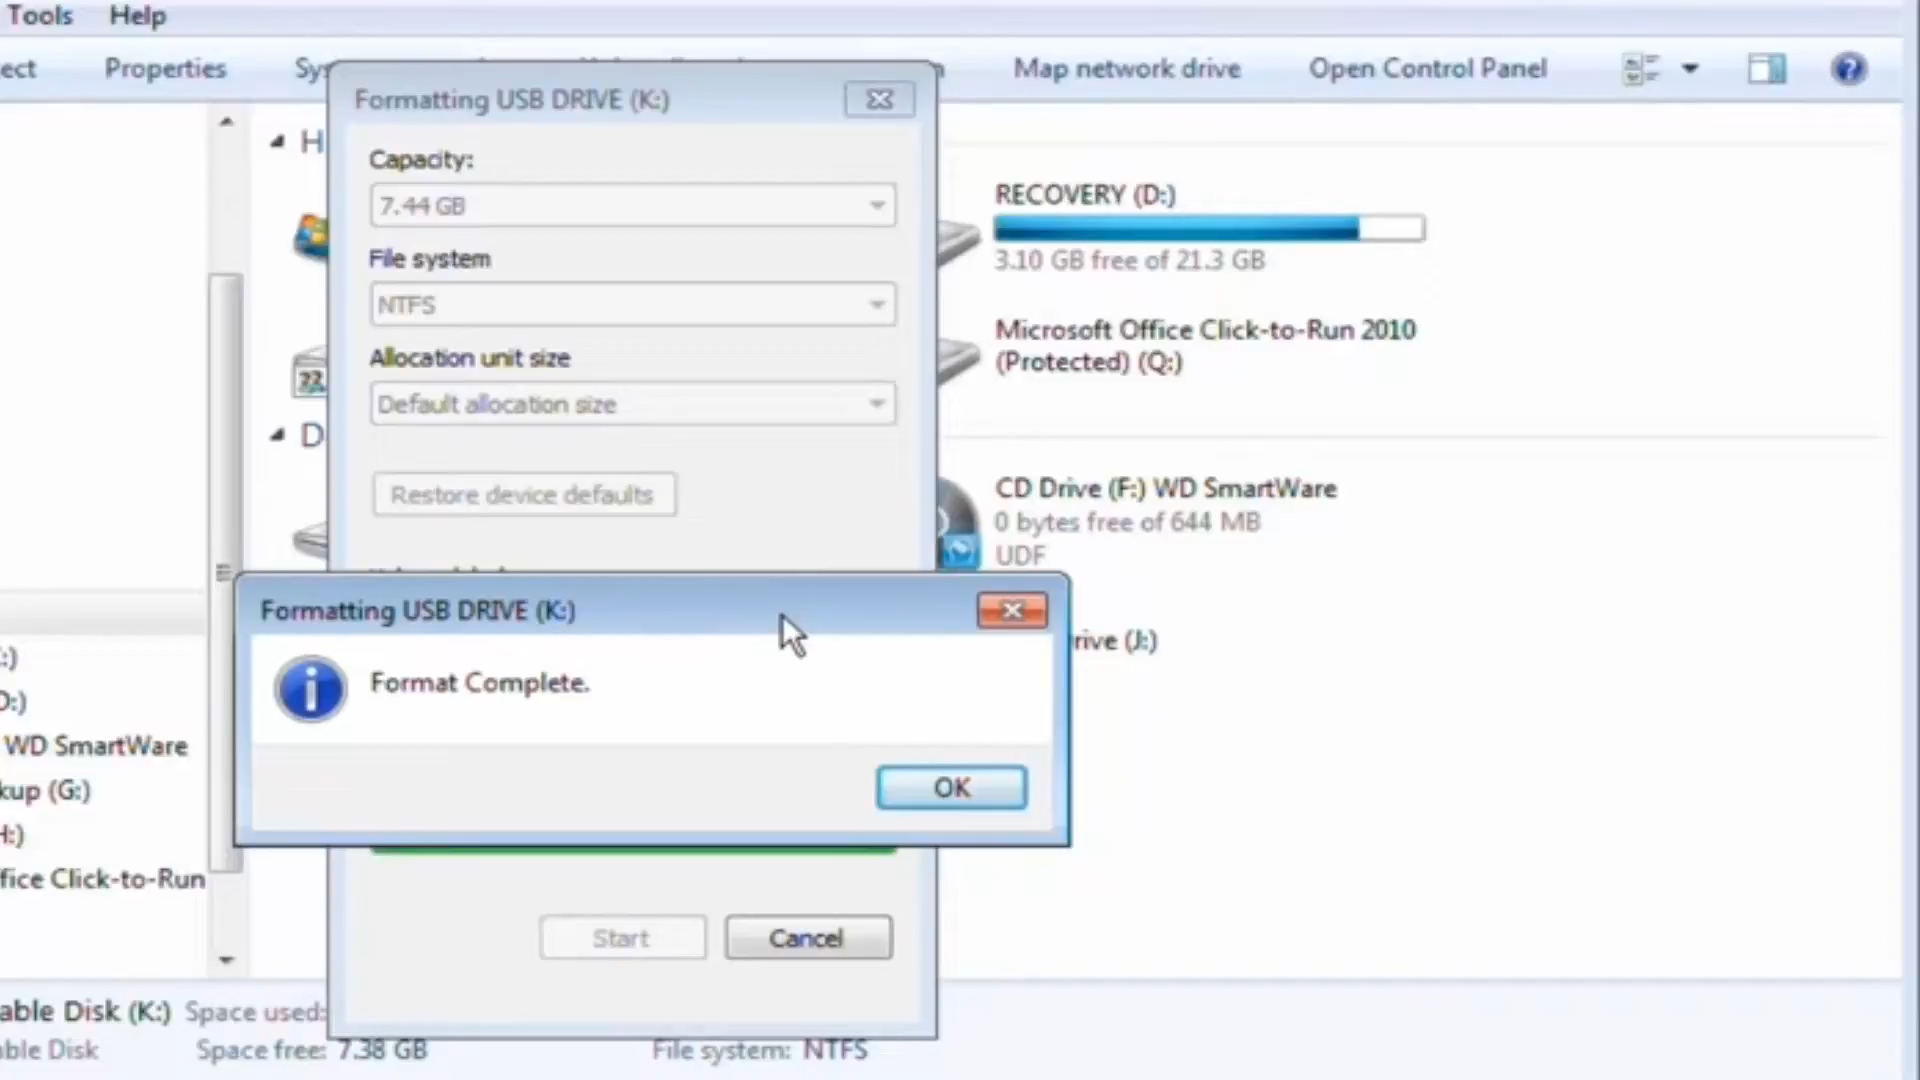 Tools Help
ect Properties Map network drive Open Control Panel
Formatting USB DRIVE (K:)
Capacity:
7.44 GB
File system
NTFS
Allocation unit size
Default allocation size
Restore device defaults
RECOVERY (D:)
3.10 GB free of 21.3 GB
Microsoft Office Click-to-Run 2010
(Protected) (Q:)
CD Drive (F:) WD SmartWare
0 bytes free of 644 MB
UDF
rive (J:)
Formatting USB DRIVE (K:)
Format Complete.
OK
Start Cancel
:)
D:)
WD SmartWare
kup (G:)
H:)
fice Click-to-Run
able Disk (K:) Space used:
ble Disk Space free: 7.38 GB File system: NTFS